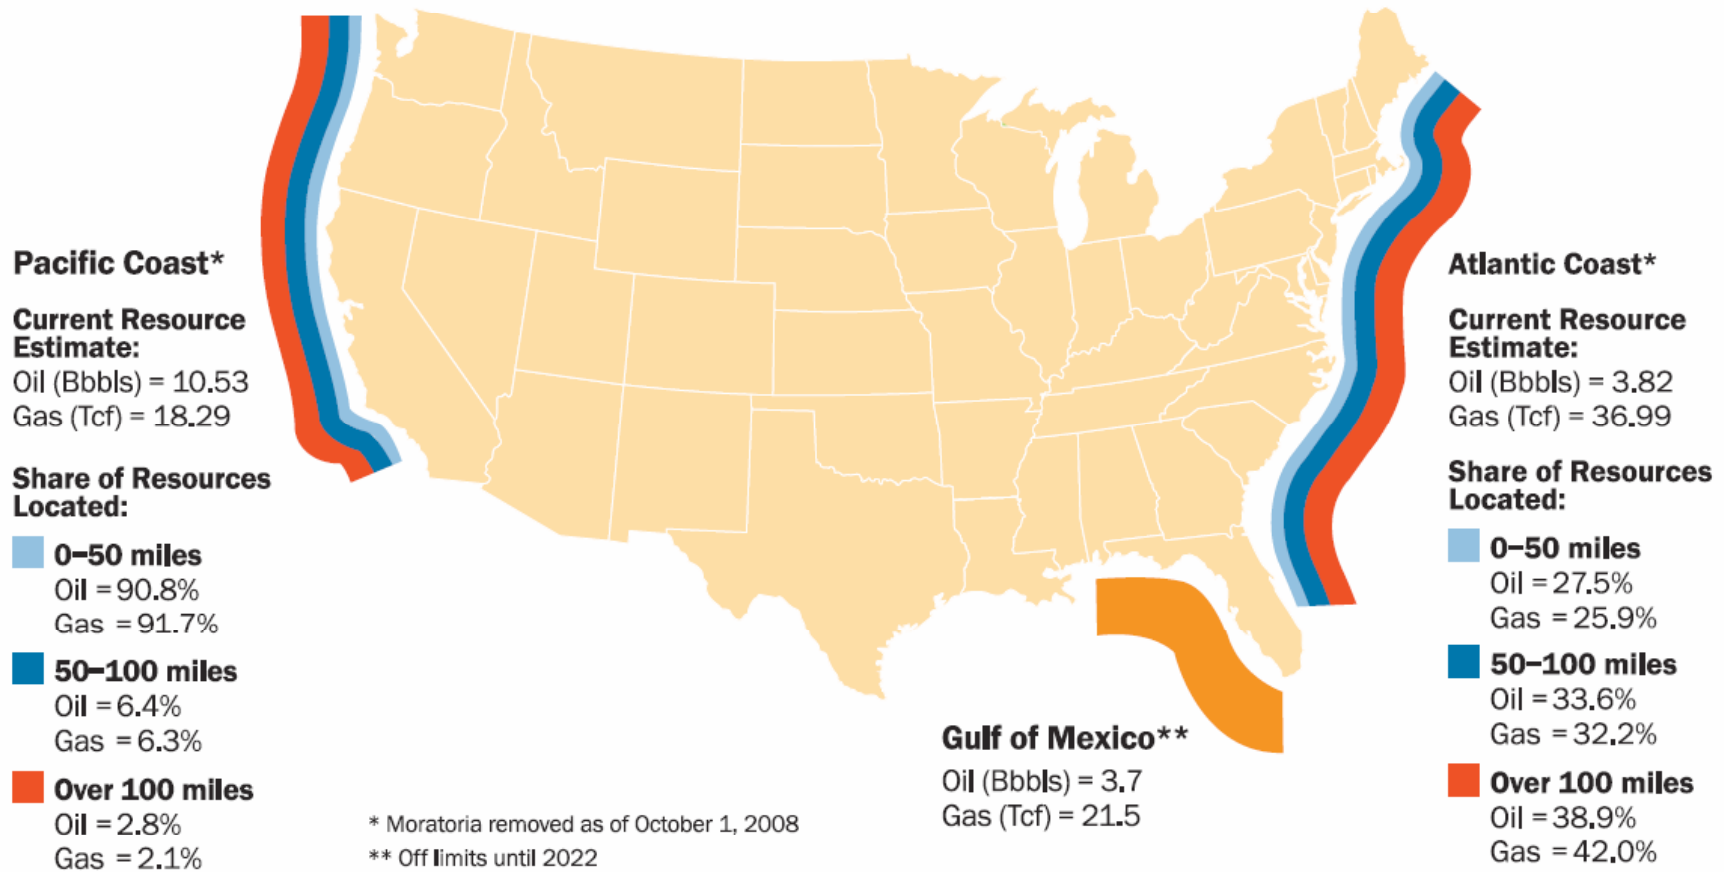 Pacific Coast*
Current Resource
Estimate:
Oil (Bbbls) = 10.53
Gas (Tcf) = 18.29
Share of Resources
Located:
0–50 miles
Oil = 90.8%
Gas = 91.7%
50–100 miles
Oil = 6.4%
Gas = 6.3%
Over 100 miles
Oil = 2.8%
Gas = 2.1%
* Moratoria removed as of October 1, 2008
** Off limits until 2022
Gulf of Mexico**
Oil (Bbbls) = 3.7
Gas (Tcf) = 21.5
Atlantic Coast*
Current Resource
Estimate:
Oil (Bbbls) = 3.82
Gas (Tcf) = 36.99
Share of Resources
Located:
0–50 miles
Oil = 27.5%
Gas = 25.9%
50–100 miles
Oil = 33.6%
Gas = 32.2%
Over 100 miles
Oil = 38.9%
Gas = 42.0%